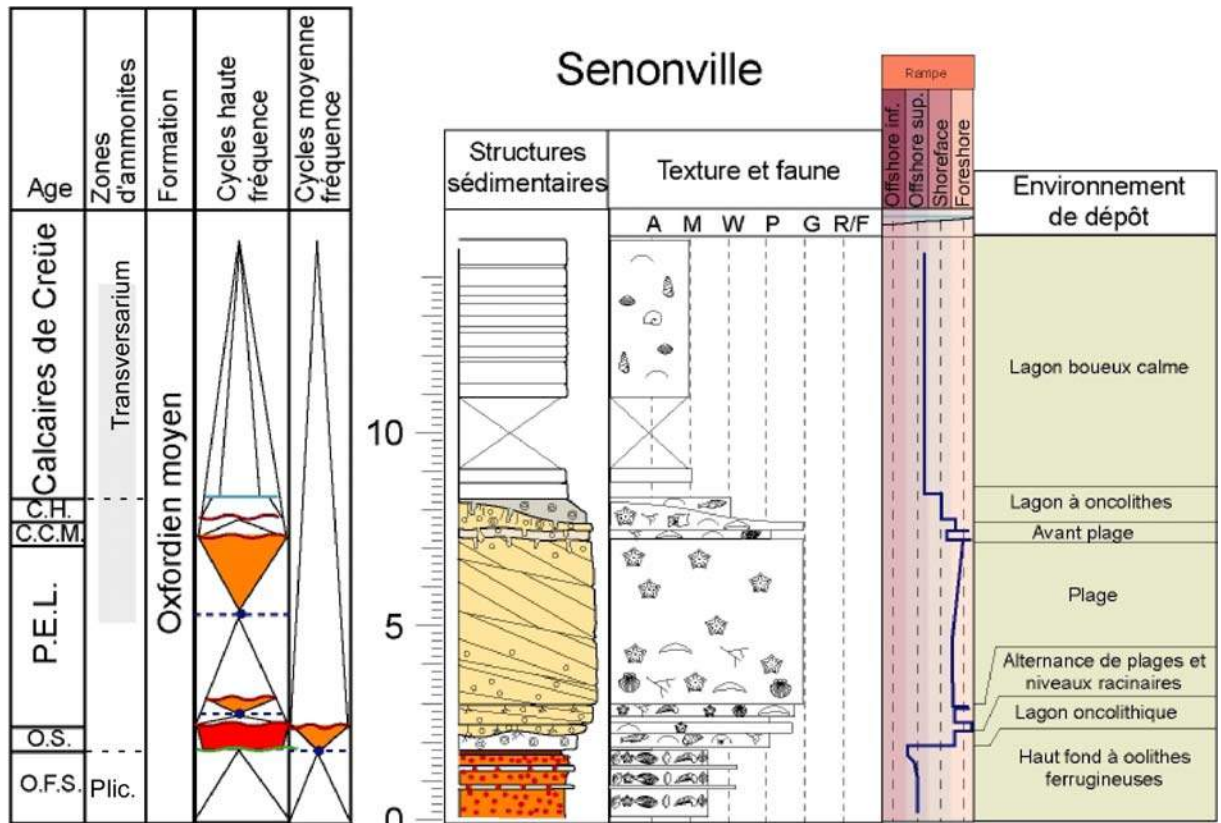 Senonville
Age
Zones
d'ammonites
Formation
Cycles haute
fréquence
Cycles moyenne
fréquence
Structures
sédimentaires
Texture et faune
Rampe
Offshore inf.
Offshore sup.
Shoreface
Foreshore
Environnement
de dépôt
A M W P G R/F
Calcaires de Creüe
C.H.
C.C.M.
P.E.L.
O.S.
O.F.S.
Transversarium
Plic.
Oxfordien moyen
10
5
0
Lagon boueux calme
Lagon à oncolithes
Avant plage
Plage
Alternance de plages et
niveaux racinaires
Lagon oncolithique
Haut fond à oolithes
ferrugineuses